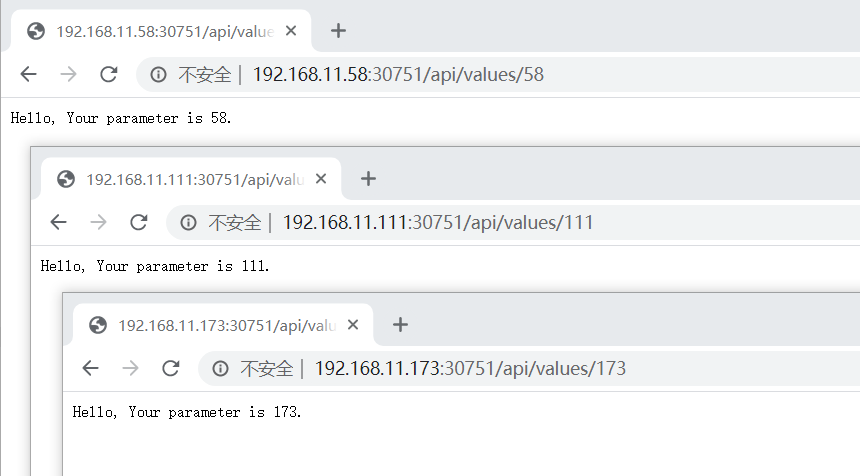 192.168.11.58:30751/api/value
不安全 | 192.168.11.58:30751/api/values/58
Hello, Your parameter is 58.
192.168.11.111:30751/api/valu
不安全 | 192.168.11.111:30751/api/values/111
Hello, Your parameter is 111.
192.168.11.173:30751/api/valu
不安全 | 192.168.11.173:30751/api/values/173
Hello, Your parameter is 173.